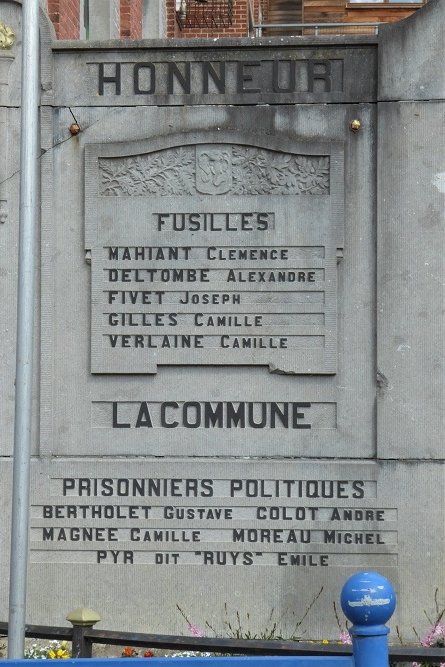 HONNEUR
FUSILLES
MAHIANT CLEMENCE
DELTOMBE ALEXANDRE
FIVET JOSEPH
GILLES CAMILLE
VERLAINE CAMILLE
LA COMMUNE
PRISONNIERS POLITIQUES
BERTHOLET GUSTAVE COLOT ANDRE
MAGNEE CAMILLE MOREAU MICHEL
PYR DIT "RUYS" EMILE